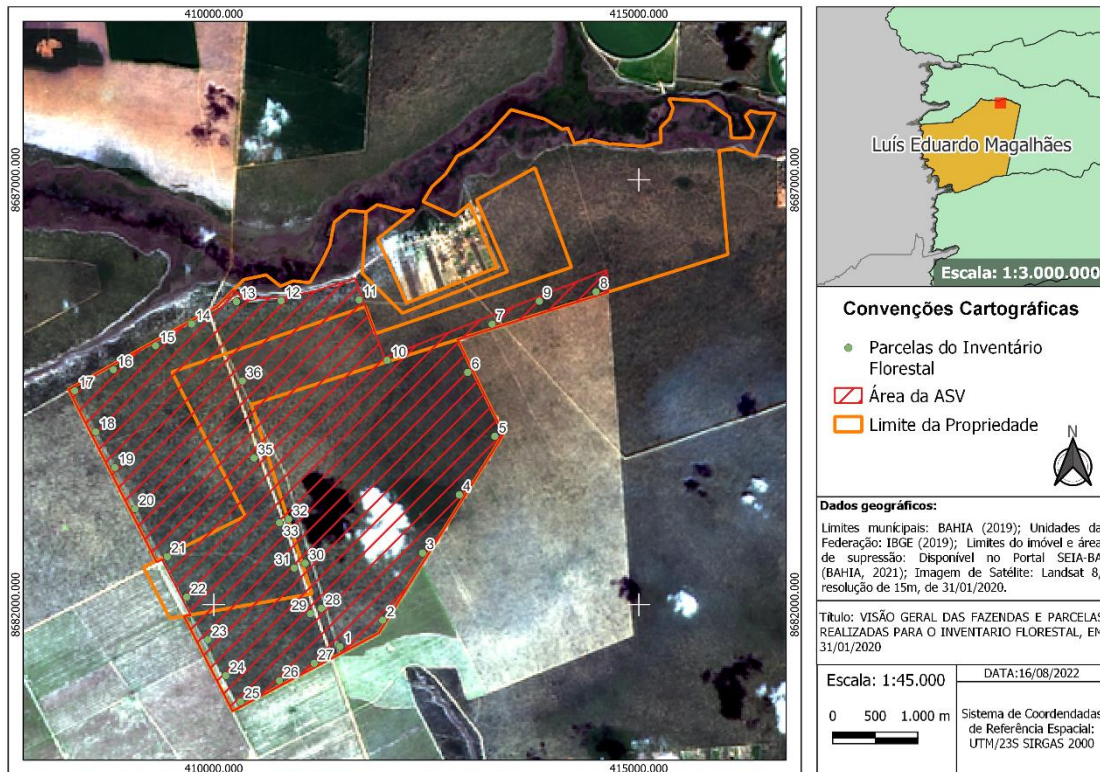 410000.000
415000.000
8687000.000
8687000.000
8682000.000
8682000.000
410000.000
415000.000
8
9
7
11
12
13
14
15
16
17
10
6
36
5
18
35
19
4
20
32
33
3
21
30
31
22
28
29
2
23
1
27
24
26
25
Luís Eduardo Magalhães
Escala: 1:3.000.000
Convenções Cartográficas
Parcelas do Inventário
Florestal
Área da ASV
Limite da Propriedade
N
Dados geográficos:
Limites municipais: BAHIA (2019); Unidades da
Federação: IBGE (2019); Limites do imóvel e área
de supressão: Disponível no Portal SEIA-BA
(BAHIA, 2021); Imagem de Satélite: Landsat 8,
resolução de 15m, de 31/01/2020.
Título: VISÃO GERAL DAS FAZENDAS E PARCELAS
REALIZADAS PARA O INVENTARIO FLORESTAL, EM
31/01/2020
Escala: 1:45.000
0 500 1.000 m
DATA:16/08/2022
Sistema de Coordendadas
de Referência Espacial:
UTM/23S SIRGAS 2000